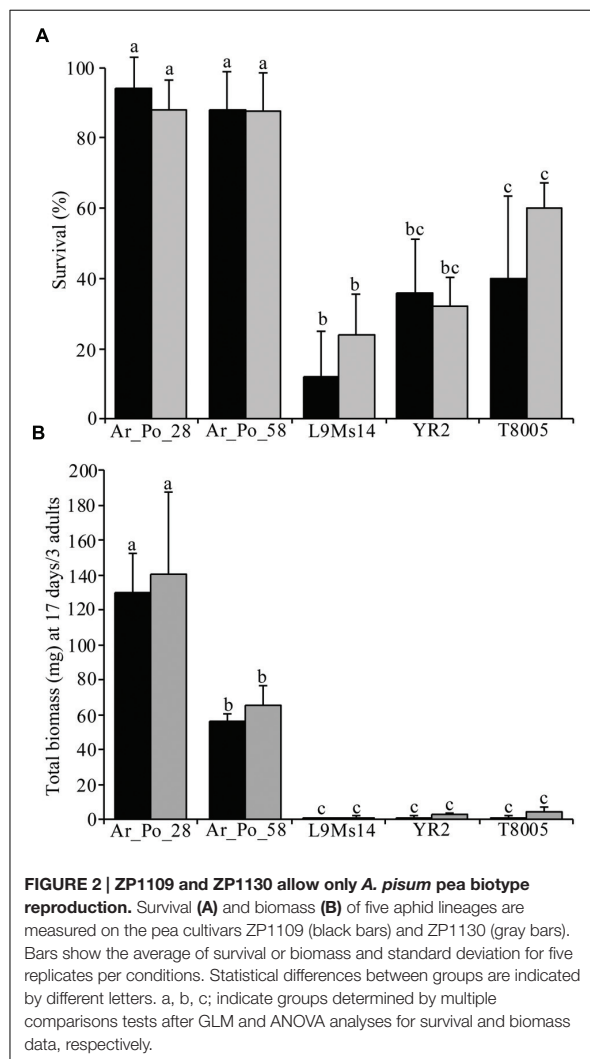 A
a
a
a
a
b
b
bc
bc
c
c
100
80
60
40
20
0
Survival (%)
Ar_Po_28 Ar_Po_58 L9Ms14 YR2 T8005
B
200
180
160
140
120
100
80
60
40
20
0
Total biomass (mg) at 17 days/3 adults
a
a
b
b
c
c
c
c
c
c
Ar_Po_28 Ar_Po_58 L9Ms14 YR2 T8005
FIGURE 2 | ZP1109 and ZP1130 allow only A. pisum pea biotype
reproduction. Survival (A) and biomass (B) of five aphid lineages are
measured on the pea cultivars ZP1109 (black bars) and ZP1130 (gray bars).
Bars show the average of survival or biomass and standard deviation for five
replicates per conditions. Statistical differences between groups are indicated
by different letters. a, b, c; indicate groups determined by multiple
comparisons tests after GLM and ANOVA analyses for survival and biomass
data, respectively.